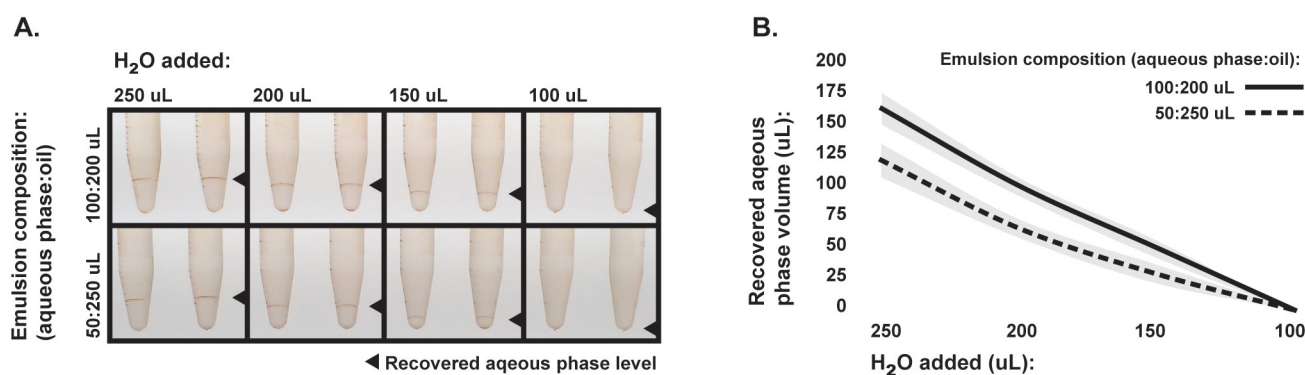 A.
H₂O added:
250 uL 200 uL 150 uL 100 uL
Emulsion composition:
(aqueous phase:oil)
100:200 uL
50:250 uL
◀ Recovered aqeous phase level
B.
Emulsion composition (aqueous phase:oil):
100:200 uL
50:250 uL
Recovered aqeous
phase volume (uL)
200
175
150
125
100
75
50
25
0
250 200 150 100
H₂O added (uL):